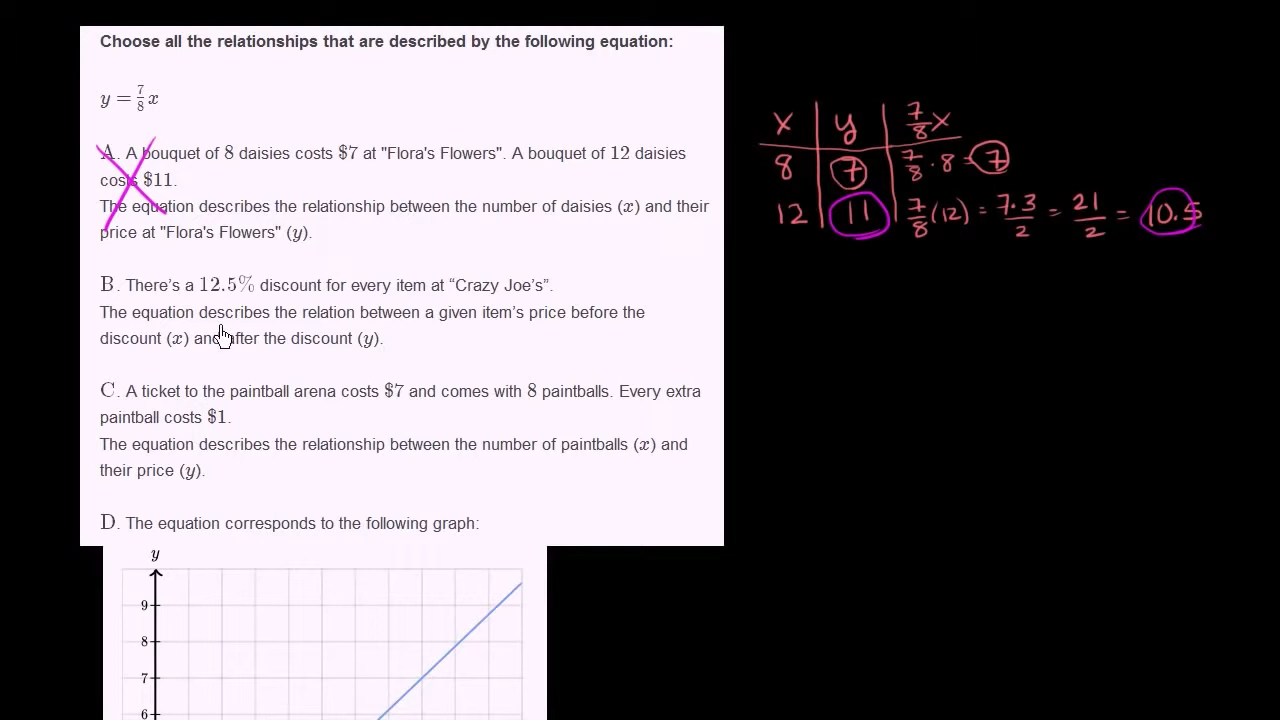 Choose all the relationships that are described by the following equation:
y = 7/8 x
A. A bouquet of 8 daisies costs $7 at "Flora's Flowers". A bouquet of 12 daisies
costs $11.
The equation describes the relationship between the number of daisies (x) and their
price at "Flora's Flowers" (y).
B. There's a 12.5% discount for every item at “Crazy Joe's”.
The equation describes the relation between a given item's price before the
discount (x) and after the discount (y).
C. A ticket to the paintball arena costs $7 and comes with 8 paintballs. Every extra
paintball costs $1.
The equation describes the relationship between the number of paintballs (x) and
their price (y).
D. The equation corresponds to the following graph:
y
9
8
7
6
x y 7/8 x
8 7 7/8 · 8 = 7
12 11 7/8 (12) = 7·3/2 = 21/2 = 10.5